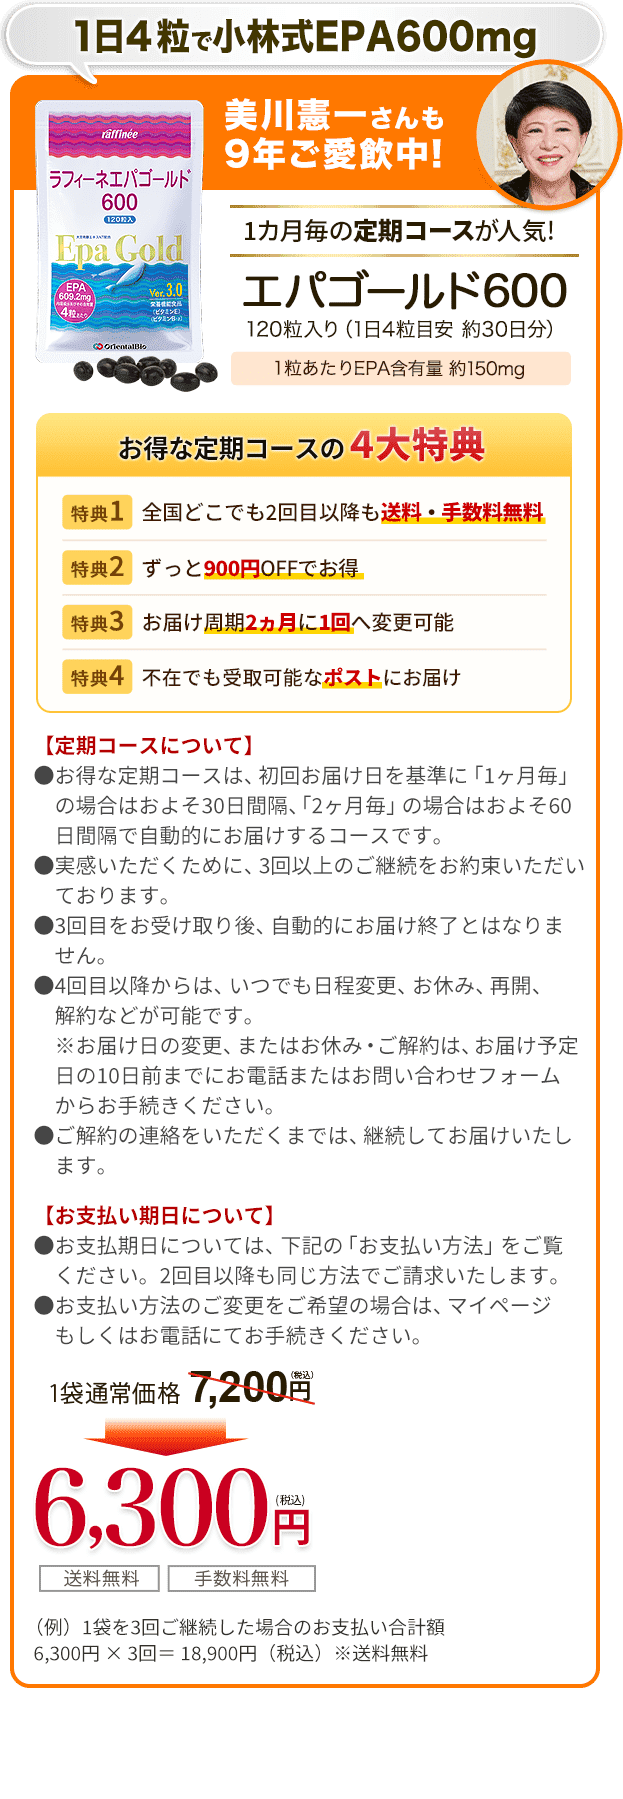 1日4粒で小林式EPA600mg
美川憲一さんも
9年ご愛飲中!
raffinée
ラフィーネエパゴールド
600
120粒入
Epa Gold
Ver.3.0
栄養機能食品
(ビタミンE)
EPA
609.2mg
4粒あたり
OrientalBio
1カ月毎の定期コースが人気!
エパゴールド600
120粒入り（1日4粒目安 約30日分）
1粒あたりEPA含有量 約150mg
お得な定期コースの4大特典
特典1 全国どこでも2回目以降も送料・手数料無料
特典2 ずっと900円OFFでお得
特典3 お届け周期2ヵ月に1回へ変更可能
特典4 不在でも受取可能なポストにお届け
【定期コースについて】
●お得な定期コースは、初回お届け日を基準に「1ヶ月毎」
の場合はおよそ30日間隔、「2ヶ月毎」の場合はおよそ60
日間隔で自動的にお届けするコースです。
●実感いただくために、3回以上のご継続をお約束いただい
ております。
●3回目をお受け取り後、自動的にお届け終了とはなりま
せん。
●4回目以降からは、いつでも日程変更、お休み、再開、
解約などが可能です。
※お届け日の変更、またはお休み・ご解約は、お届け予定
日の10日前までにお電話またはお問い合わせフォーム
からお手続きください。
●ご解約の連絡をいただくまでは、継続してお届けいたし
ます。
【お支払い期日について】
●お支払期日については、下記の「お支払い方法」をご覧
ください。2回目以降も同じ方法でご請求いたします。
●お支払い方法のご変更をご希望の場合は、マイページ
もしくはお電話にてお手続きください。
1袋通常価格 7,200円(税込)
6,300円(税込)
送料無料 手数料無料
（例）1袋を3回ご継続した場合のお支払い合計額
6,300円 × 3回＝ 18,900円（税込）※送料無料